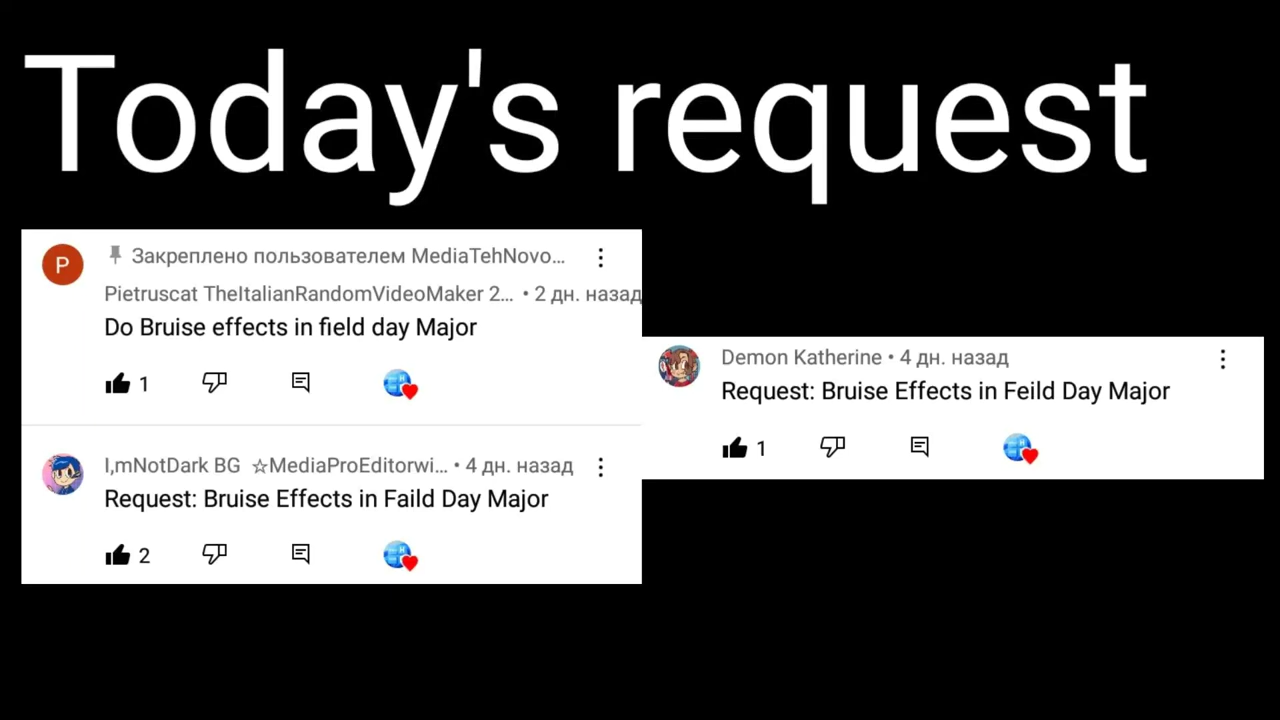 Today's request
P
Закреплено пользователем MediaTehNovo...
Pietruscat TheItalianRandomVideoMaker 2... • 2 дн. назад
Do Bruise effects in field day Major
1
I,mNotDark BG ☆MediaProEditorwi... • 4 дн. назад
Request: Bruise Effects in Faild Day Major
2
Demon Katherine • 4 дн. назад
Request: Bruise Effects in Feild Day Major
1